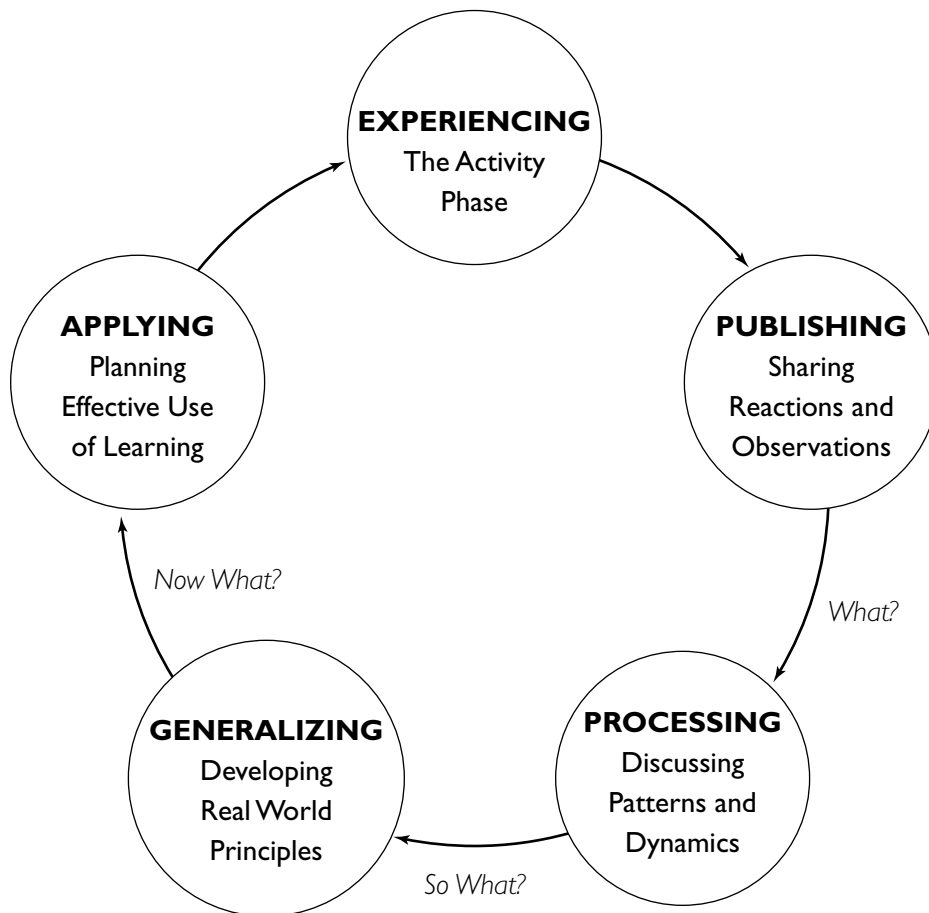 EXPERIENCING
The Activity
Phase
PUBLISHING
Sharing
Reactions and
Observations
What?
PROCESSING
Discussing
Patterns and
Dynamics
So What?
GENERALIZING
Developing
Real World
Principles
Now What?
APPLYING
Planning
Effective Use
of Learning